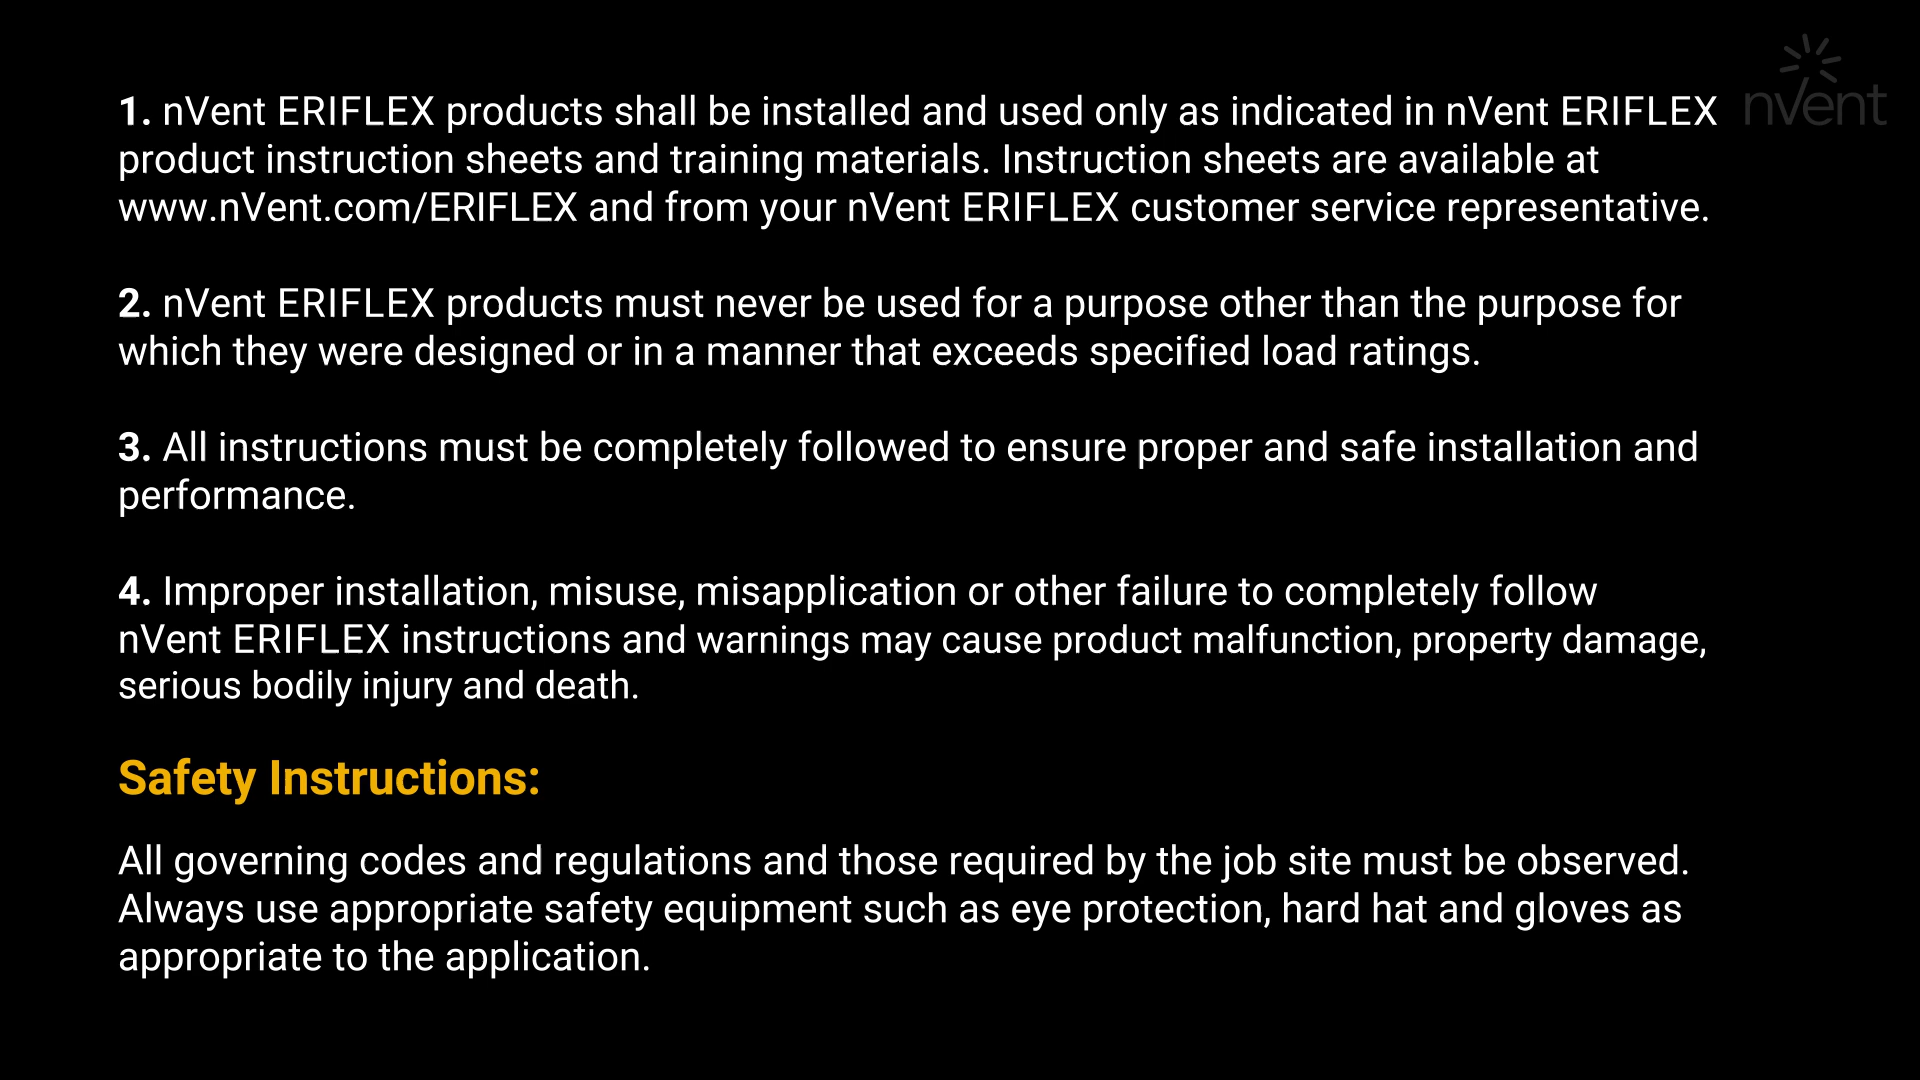 nVent
1. nVent ERIFLEX products shall be installed and used only as indicated in nVent ERIFLEX
product instruction sheets and training materials. Instruction sheets are available at
www.nVent.com/ERIFLEX and from your nVent ERIFLEX customer service representative.
2. nVent ERIFLEX products must never be used for a purpose other than the purpose for
which they were designed or in a manner that exceeds specified load ratings.
3. All instructions must be completely followed to ensure proper and safe installation and
performance.
4. Improper installation, misuse, misapplication or other failure to completely follow
nVent ERIFLEX instructions and warnings may cause product malfunction, property damage,
serious bodily injury and death.
Safety Instructions:
All governing codes and regulations and those required by the job site must be observed.
Always use appropriate safety equipment such as eye protection, hard hat and gloves as
appropriate to the application.